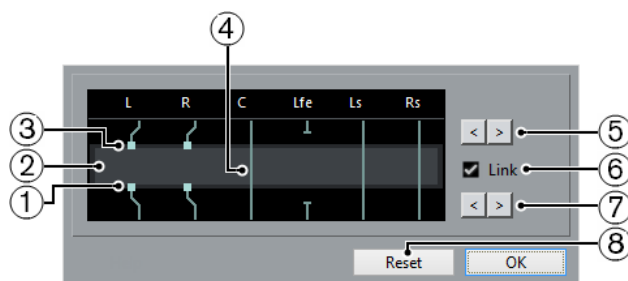 ④
L R C Lfe Ls Rs
③
② 
①
< > ⑤
Link ⑥
< > ⑦
⑧
Reset OK